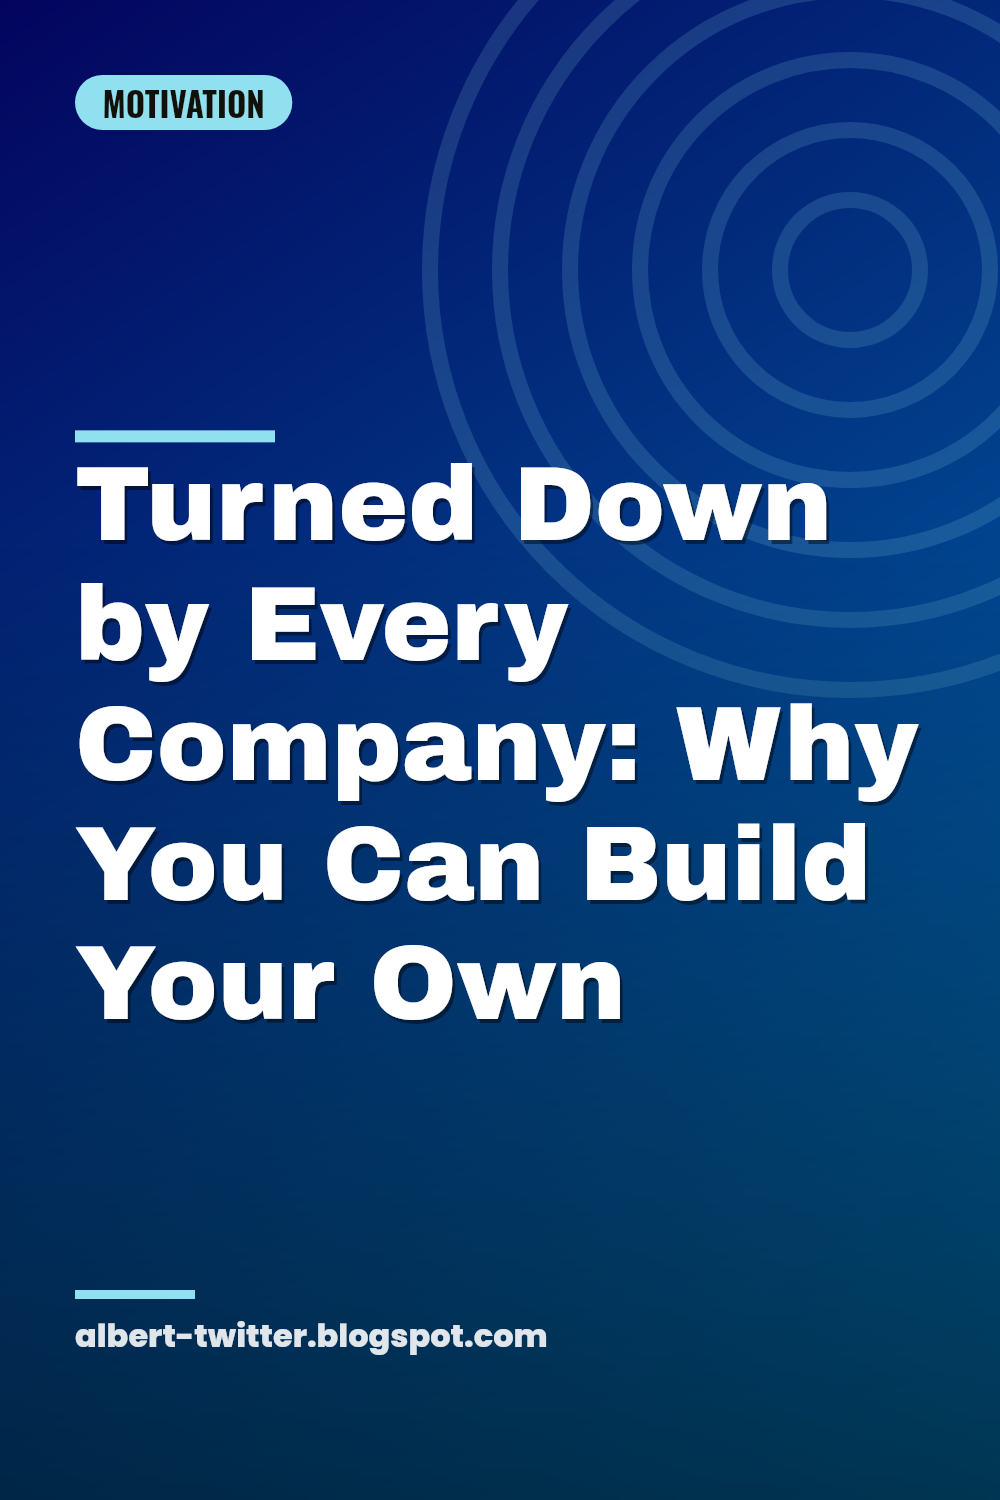 MOTIVATION
Turned Down
by Every
Company: Why
You Can Build
Your Own
albert-twitter.blogspot.com